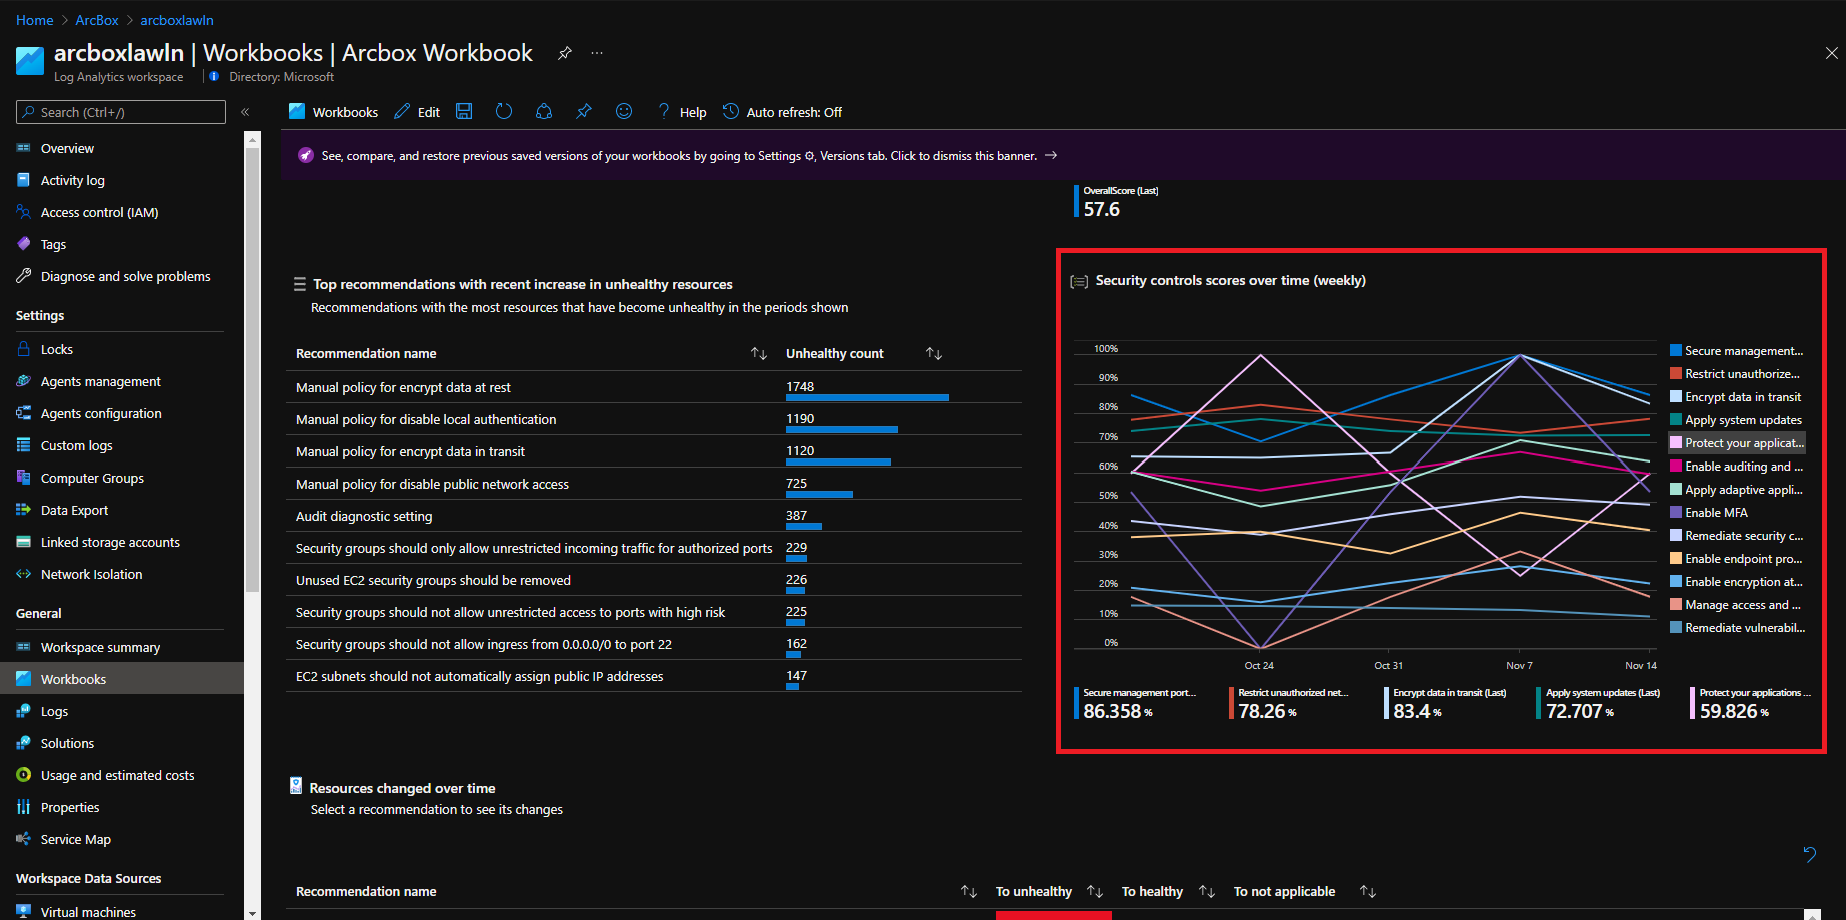 Home > ArcBox > arcboxlawln
arcboxlawln | Workbooks | Arcbox Workbook
Log Analytics workspace
Directory: Microsoft
Search (Ctrl+/)
Overview
Activity log
Access control (IAM)
Tags
Diagnose and solve problems
Settings
Locks
Agents management
Agents configuration
Custom logs
Computer Groups
Data Export
Linked storage accounts
Network Isolation
General
Workspace summary
Workbooks
Logs
Solutions
Usage and estimated costs
Properties
Service Map
Workspace Data Sources
Virtual machines
Workbooks Edit ? Help Auto refresh: Off
See, compare, and restore previous saved versions of your workbooks by going to Settings ⚙, Versions tab. Click to dismiss this banner. →
OverallScore (Last)
57.6
Top recommendations with recent increase in unhealthy resources
Recommendations with the most resources that have become unhealthy in the periods shown
Recommendation name ↑↓ Unhealthy count ↑↓
Manual policy for encrypt data at rest 1748
Manual policy for disable local authentication 1190
Manual policy for encrypt data in transit 1120
Manual policy for disable public network access 725
Audit diagnostic setting 387
Security groups should only allow unrestricted incoming traffic for authorized ports 229
Unused EC2 security groups should be removed 226
Security groups should not allow unrestricted access to ports with high risk 225
Security groups should not allow ingress from 0.0.0.0/0 to port 22 162
EC2 subnets should not automatically assign public IP addresses 147
Security controls scores over time (weekly)
100%
90%
80%
70%
60%
50%
40%
30%
20%
10%
0%
Oct 24 Oct 31 Nov 7 Nov 14
Secure management...
Restrict unauthorize...
Encrypt data in transit
Apply system updates
Protect your applicat...
Enable auditing and ...
Apply adaptive appli...
Enable MFA
Remediate security c...
Enable endpoint pro...
Enable encryption at...
Manage access and ...
Remediate vulnerabil...
Secure management port...
86.358 %
Restrict unauthorized net...
78.26 %
Encrypt data in transit (Last)
83.4 %
Apply system updates (Last)
72.707 %
Protect your applications ...
59.826 %
Resources changed over time
Select a recommendation to see its changes
Recommendation name ↑↓ To unhealthy ↑↓ To healthy ↑↓ To not applicable ↑↓